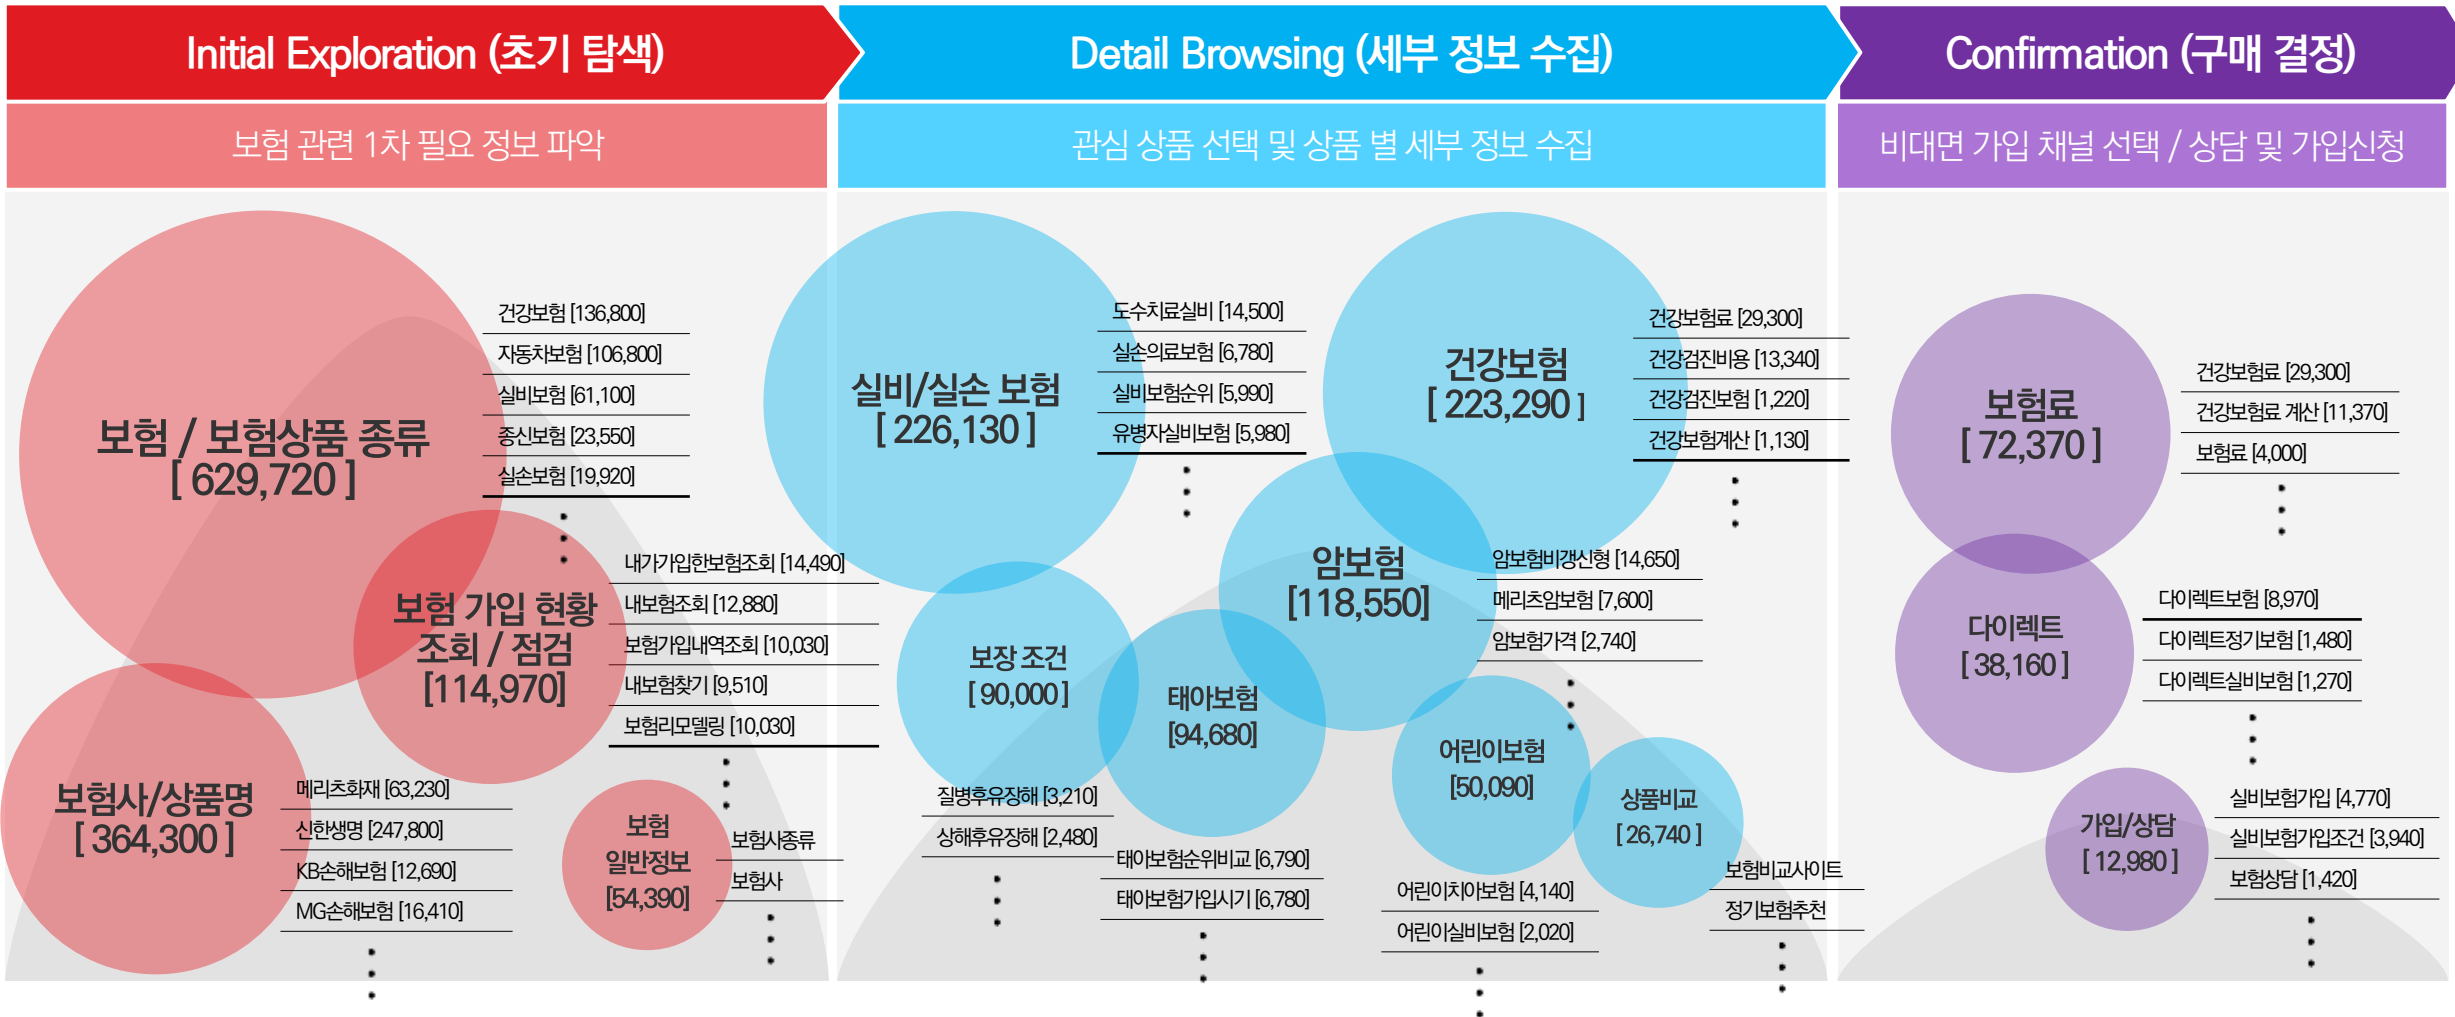 Initial Exploration (초기 탐색)
보험 관련 1차 필요 정보 파악
보험 / 보험상품 종류
[ 629,720 ]
건강보험 [136,800]
자동차보험 [106,800]
실비보험 [61,100]
종신보험 [23,550]
실손보험 [19,920]
보험 가입 현황
조회 / 점검
[114,970]
내가가입한보험조회 [14,490]
내보험조회 [12,880]
보험가입내역조회 [10,030]
내보험찾기 [9,510]
보험리모델링 [10,030]
보험사/상품명
[ 364,300 ]
메리츠화재 [63,230]
신한생명 [247,800]
KB손해보험 [12,690]
MG손해보험 [16,410]
보험
일반정보
[54,390]
보험사종류
보험사
Detail Browsing (세부 정보 수집)
관심 상품 선택 및 상품 별 세부 정보 수집
실비/실손 보험
[ 226,130 ]
도수치료실비 [14,500]
실손의료보험 [6,780]
실비보험순위 [5,990]
유병자실비보험 [5,980]
건강보험
[ 223,290 ]
건강보험료 [29,300]
건강검진비용 [13,340]
건강검진보험 [1,220]
건강보험계산 [1,130]
암보험
[118,550]
암보험비갱신형 [14,650]
메리츠암보험 [7,600]
암보험가격 [2,740]
보장 조건
[ 90,000 ]
질병후유장해 [3,210]
상해후유장해 [2,480]
태아보험
[94,680]
태아보험순위비교 [6,790]
태아보험가입시기 [6,780]
어린이보험
[50,090]
어린이치아보험 [4,140]
어린이실비보험 [2,020]
상품비교
[ 26,740 ]
보험비교사이트
정기보험추천
Confirmation (구매 결정)
비대면 가입 채널 선택 / 상담 및 가입신청
보험료
[ 72,370 ]
건강보험료 [29,300]
건강보험료 계산 [11,370]
보험료 [4,000]
다이렉트
[ 38,160 ]
다이렉트보험 [8,970]
다이렉트정기보험 [1,480]
다이렉트실비보험 [1,270]
가입/상담
[ 12,980 ]
실비보험가입 [4,770]
실비보험가입조건 [3,940]
보험상담 [1,420]